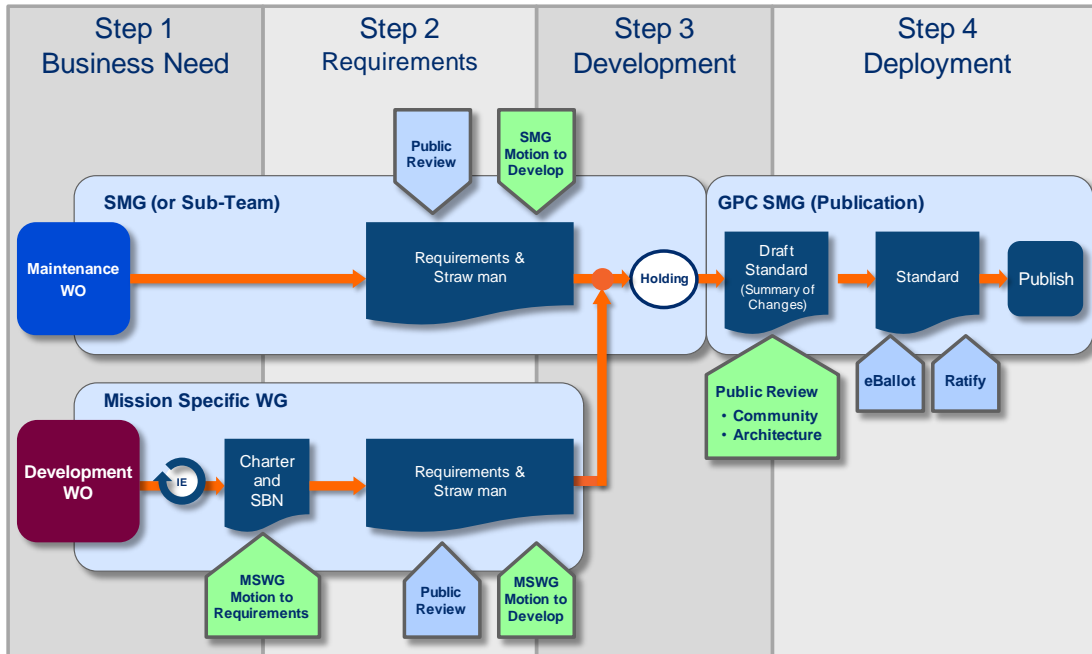 Step 1
Business Need
Step 2
Requirements
Step 3
Development
Step 4
Deployment
Public
Review
SMG
Motion to
Develop
SMG (or Sub-Team)
GPC SMG (Publication)
Maintenance
WO
Requirements &
Straw man
Holding
Draft
Standard
(Summary of
Changes)
Standard
Publish
Public Review
• Community
• Architecture
eBallot
Ratify
Mission Specific WG
Development
WO
IE
Charter
and
SBN
Requirements &
Straw man
MSWG
Motion to
Requirements
Public
Review
MSWG
Motion to
Develop